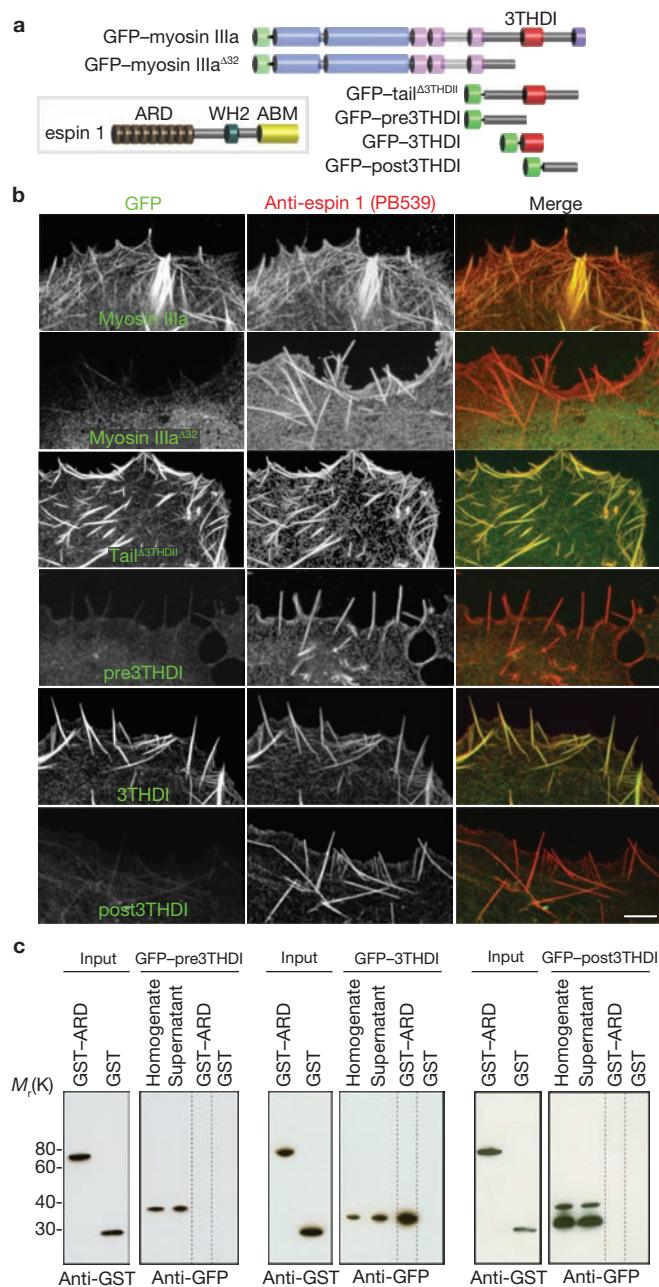 a
3THDI
GFP–myosin IIIa
GFP–myosin IIIaΔ32
GFP–tailΔ3THDII
GFP–pre3THDI
GFP–3THDI
GFP–post3THDI
ARD WH2 ABM
espin 1
b
GFP Anti-espin 1 (PB539) Merge
Myosin IIIa
Myosin IIIaΔ32
TailΔ3THDII
pre3THDI
3THDI
post3THDI
c
Input GFP–pre3THDI Input GFP–3THDI Input GFP–post3THDI
GST–ARD GST Homogenate Supernatant GST–ARD GST GST–ARD GST Homogenate Supernatant GST–ARD GST GST–ARD GST Homogenate Supernatant GST–ARD GST
Mr(K)
80-
60-
40-
30-
Anti-GST Anti-GFP Anti-GST Anti-GFP Anti-GST Anti-GFP